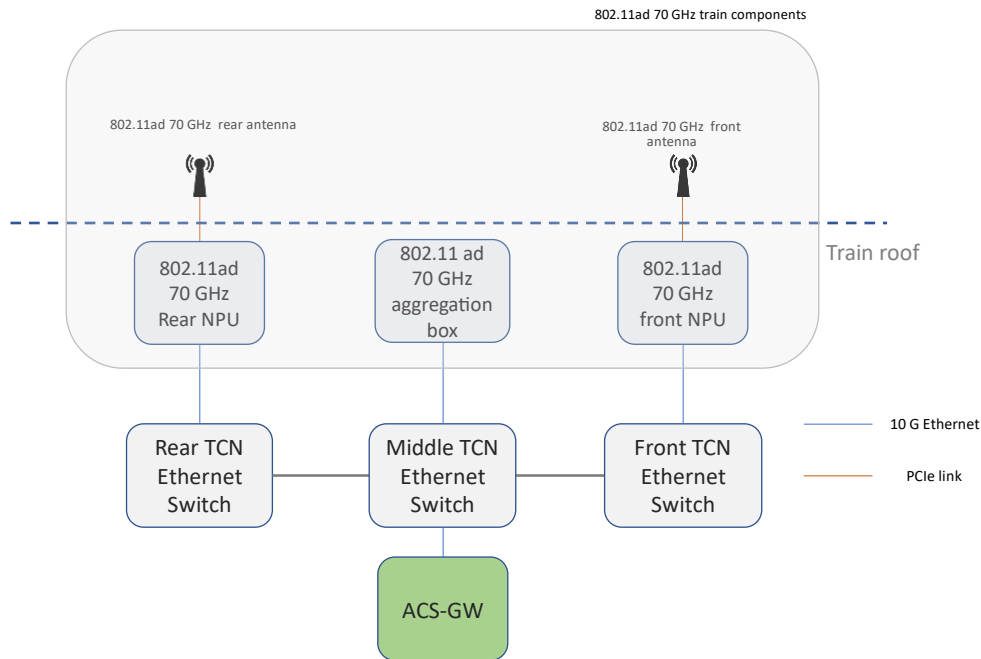 802.11ad 70 GHz train components
802.11ad 70 GHz rear antenna
802.11ad 70 GHz front
antenna
Train roof
802.11ad
70 GHz
Rear NPU
802.11 ad
70 GHz
aggregation
box
802.11ad
70 GHz
front NPU
10 G Ethernet
PCIe link
Rear TCN
Ethernet
Switch
Middle TCN
Ethernet
Switch
Front TCN
Ethernet
Switch
ACS-GW